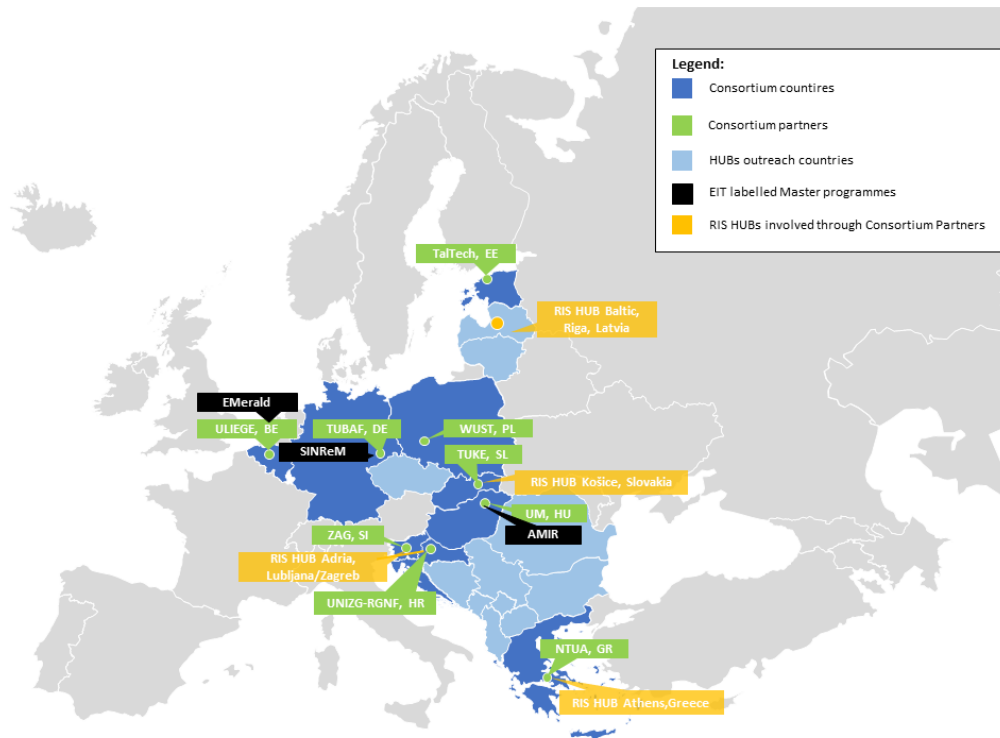 Legend:
Consortium countires
Consortium partners
HUBs outreach countries
EIT labelled Master programmes
RIS HUBs involved through Consortium Partners
TalTech, EE
RIS HUB Baltic,
Riga, Latvia
EMerald
ULIEGE, BE
TUBAF, DE
WUST, PL
SINReM
TUKE, SL
RIS HUB Košice, Slovakia
UM, HU
AMIR
ZAG, SI
RIS HUB Adria,
Lubljana/Zagreb
UNIZG-RGNF, HR
NTUA, GR
RIS HUB Athens,Greece